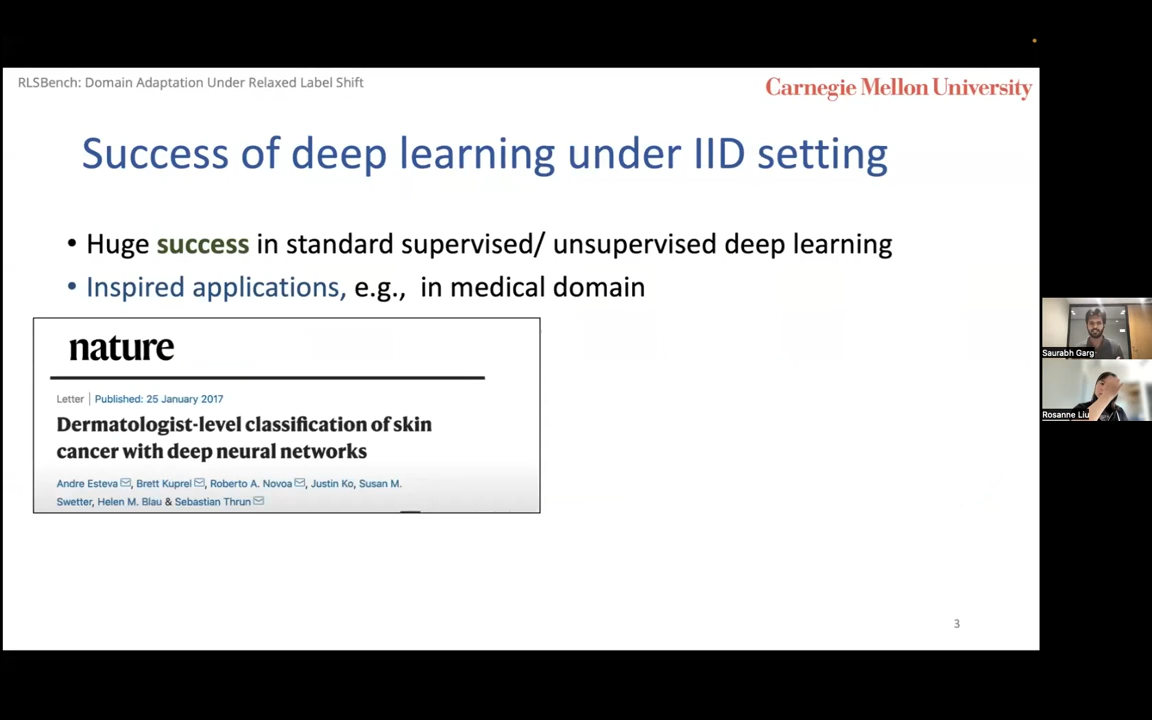 RLSBench: Domain Adaptation Under Relaxed Label Shift
Carnegie Mellon University
Success of deep learning under IID setting
• Huge success in standard supervised/ unsupervised deep learning
• Inspired applications, e.g., in medical domain
nature
Letter | Published: 25 January 2017
Dermatologist-level classification of skin
cancer with deep neural networks
Andre Esteva, Brett Kuprel, Roberto A. Novoa, Justin Ko, Susan M.
Swetter, Helen M. Blau & Sebastian Thrun
Saurabh Garg
Rosanne Liu
3